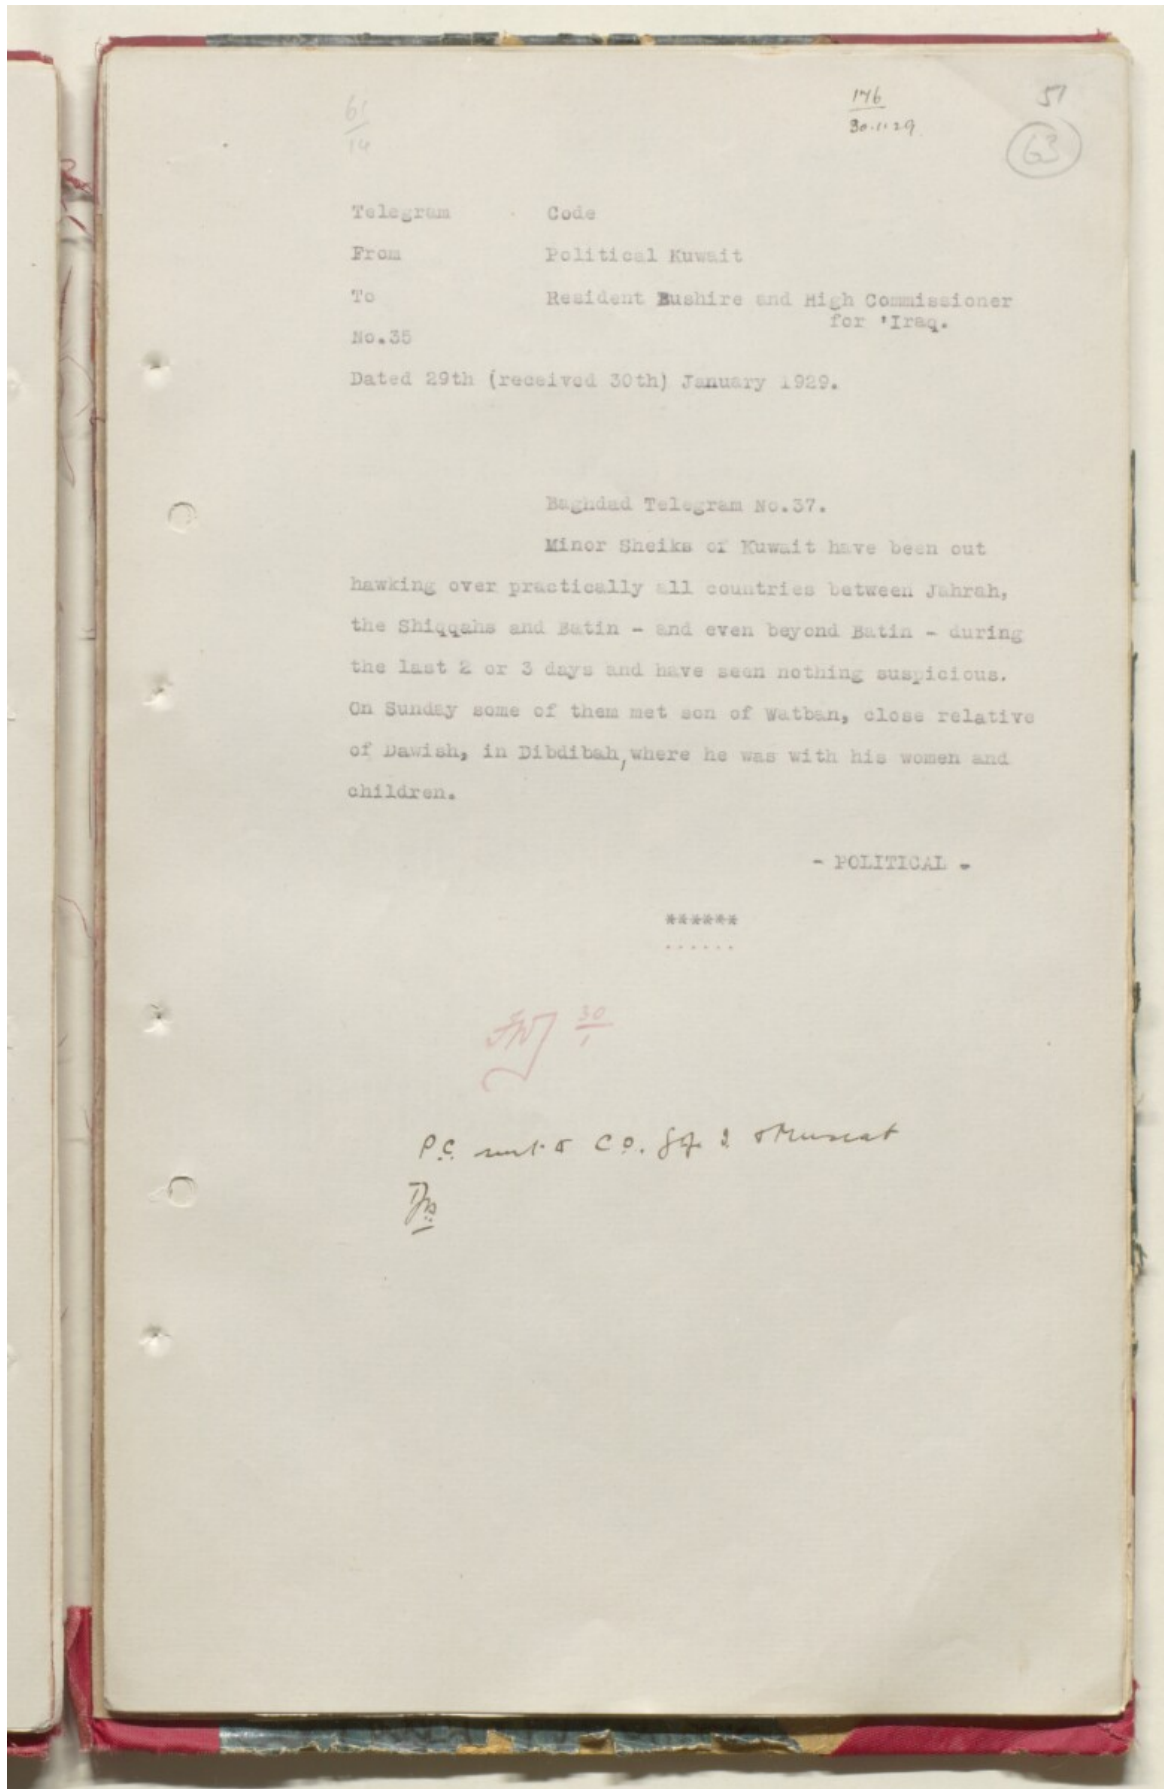 61
14
146
30.1.29.
51
63
Telegram Code
From Political Kuwait
To Resident Bushire and High Commissioner
for 'Iraq.
No.35
Dated 29th (received 30th) January 1929.
Baghdad Telegram No.37.
Minor Sheiks of Kuwait have been out
hawking over practically all countries between Jahrah,
the Shiqqahs and Batin - and even beyond Batin - during
the last 2 or 3 days and have seen nothing suspicious.
On Sunday some of them met son of Watban, close relative
of Dawish, in Dibdibah, where he was with his women and
children.
- POLITICAL -
******
......
30
1
P.C. sent to C.O. & Muscat